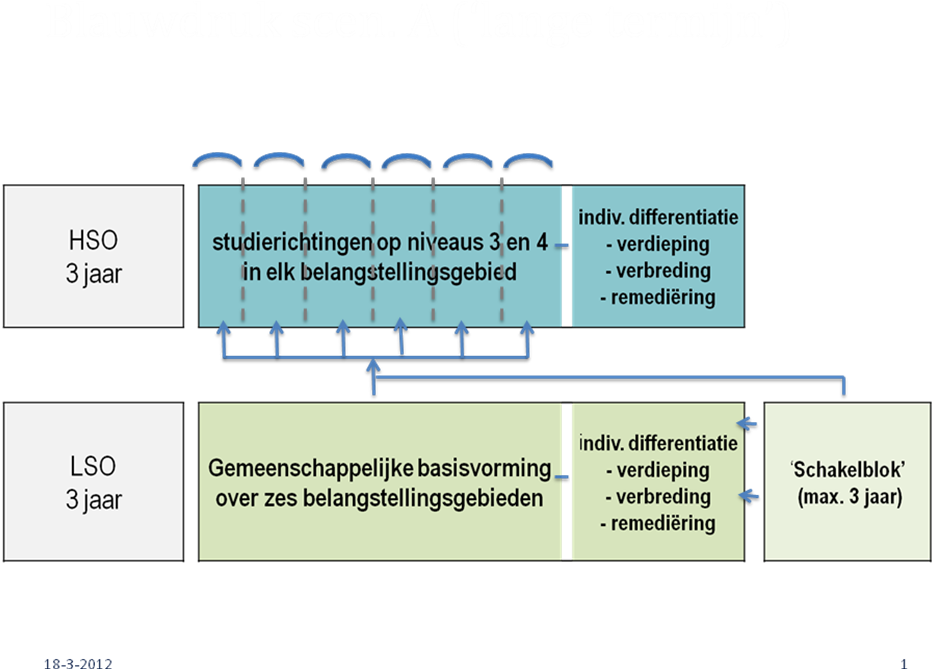 HSO
3 jaar
studierichtingen op niveaus 3 en 4
in elk belangstellingsgebied
indiv. differentiatie
- verdieping
- verbreding
- remediëring
LSO
3 jaar
Gemeenschappelijke basisvorming
over zes belangstellingsgebieden
indiv. differentiatie
- verdieping
- verbreding
- remediëring
‘Schakelblok’
(max. 3 jaar)
18-3-2012
1